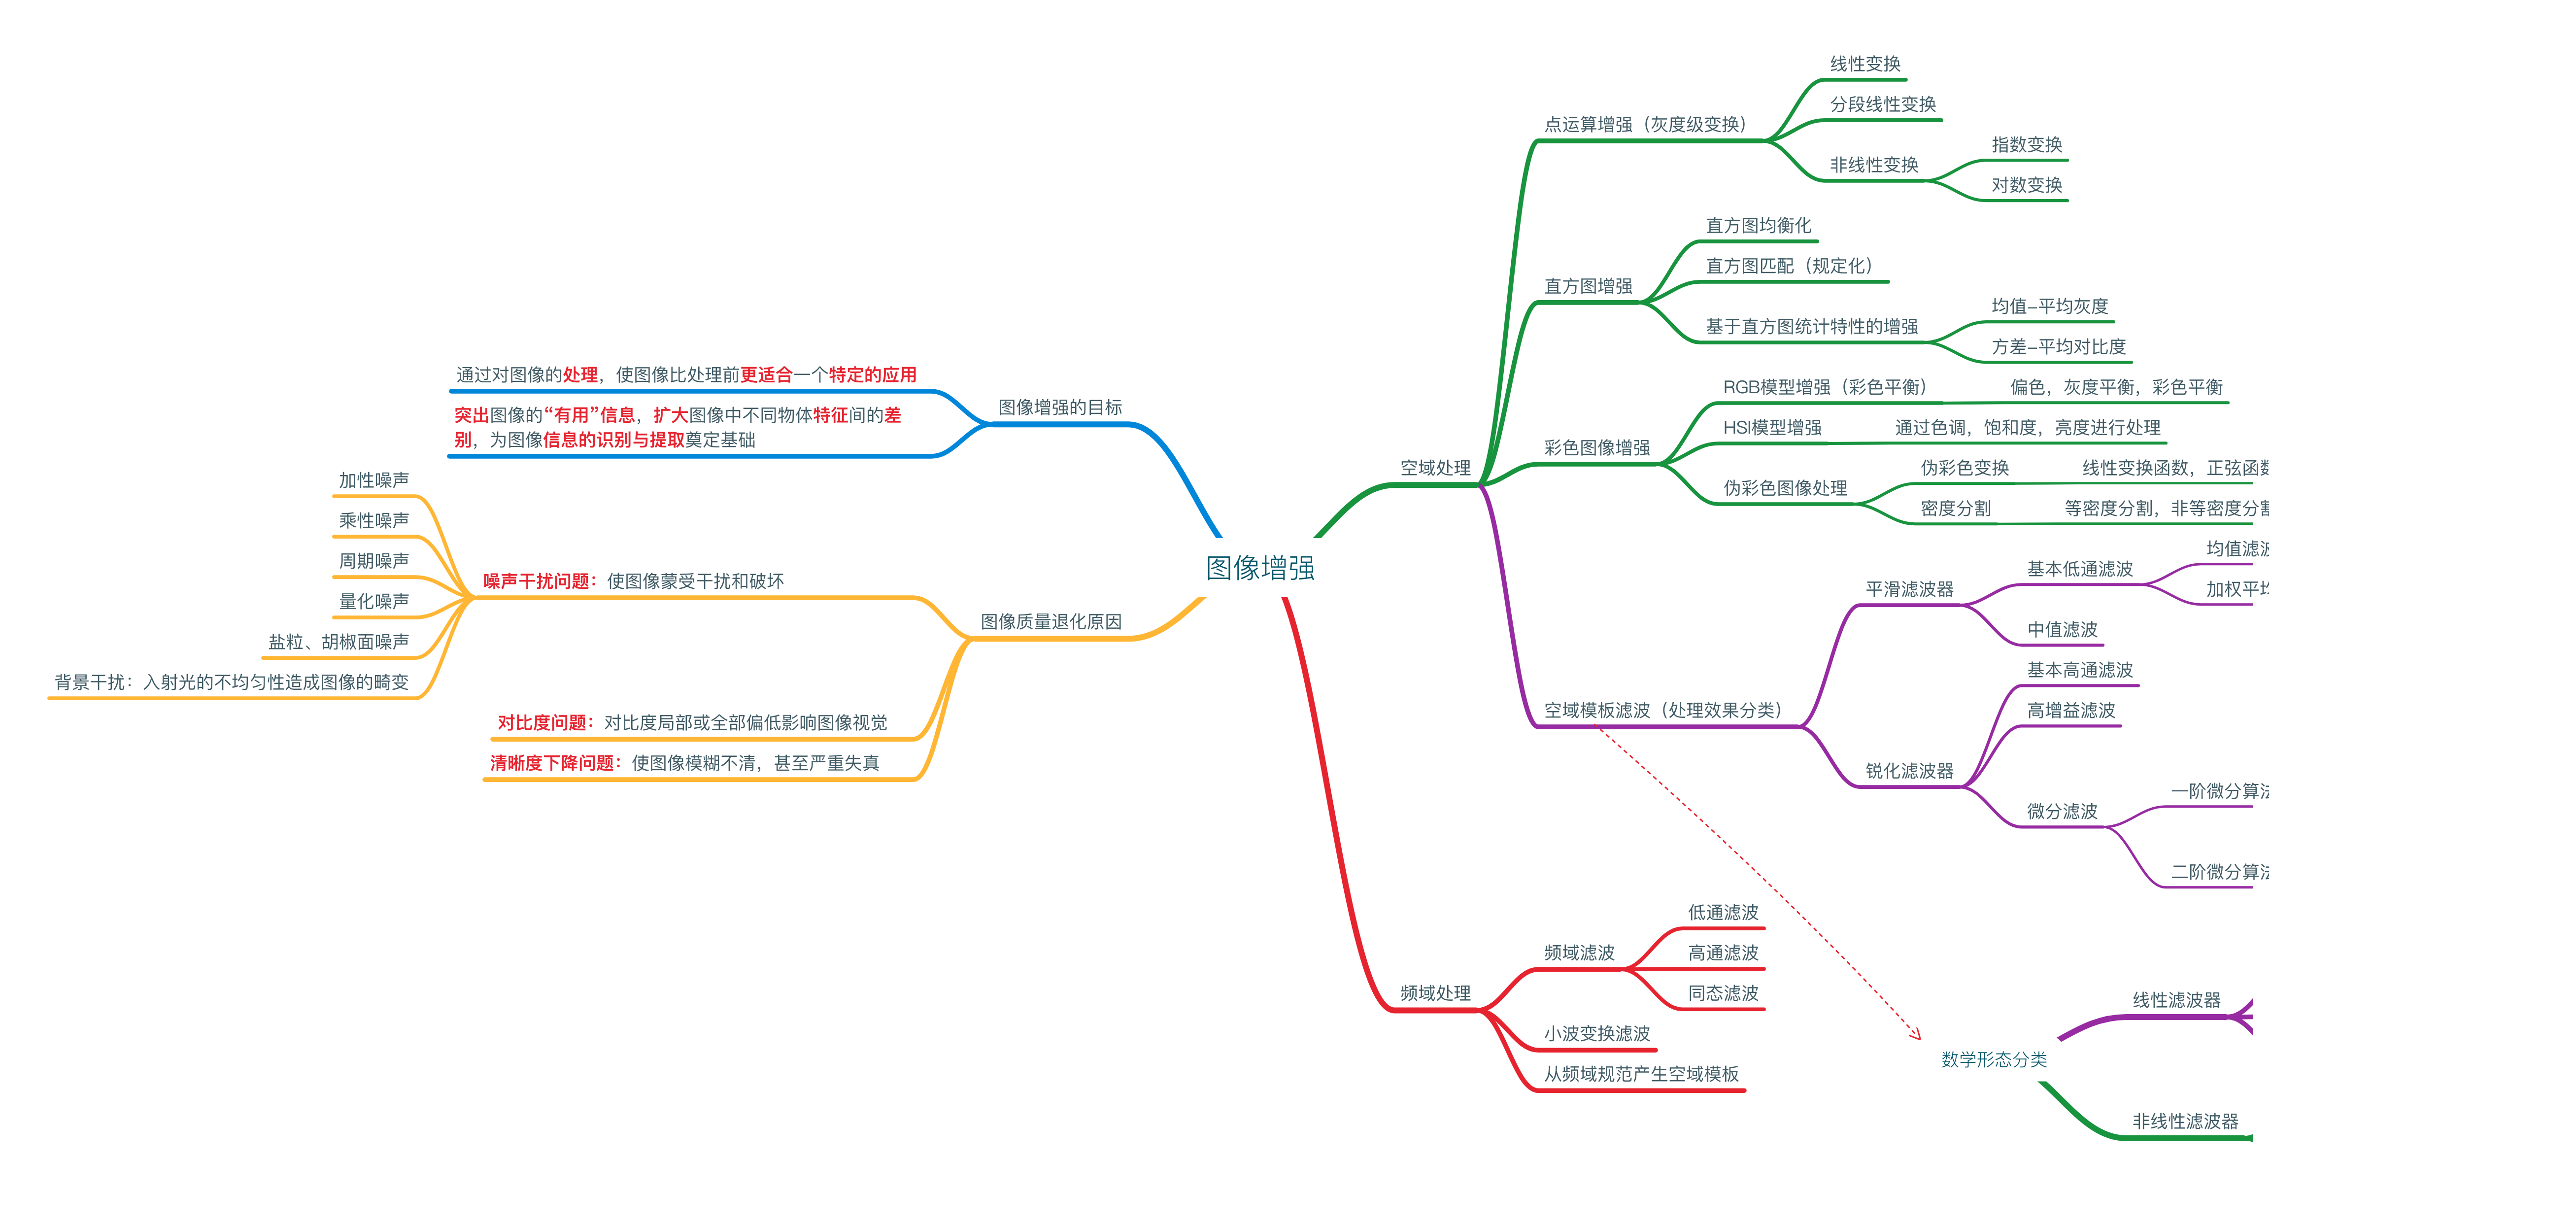 图像增强
图像增强的目标
通过对图像的处理，使图像比处理前更适合一个特定的应用
突出图像的“有用”信息，扩大图像中不同物体特征间的差
别，为图像信息的识别与提取奠定基础
图像质量退化原因
噪声干扰问题：使图像蒙受干扰和破坏
加性噪声
乘性噪声
周期噪声
量化噪声
盐粒、胡椒面噪声
背景干扰：入射光的不均匀性造成图像的畸变
对比度问题：对比度局部或全部偏低影响图像视觉
清晰度下降问题：使图像模糊不清，甚至严重失真
空域处理
点运算增强（灰度级变换）
线性变换
分段线性变换
非线性变换
指数变换
对数变换
直方图增强
直方图均衡化
直方图匹配（规定化）
基于直方图统计特性的增强
均值-平均灰度
方差-平均对比度
彩色图像增强
RGB模型增强（彩色平衡）
偏色，灰度平衡，彩色平衡
HSI模型增强
通过色调，饱和度，亮度进行处理
伪彩色图像处理
伪彩色变换
线性变换函数，正弦函数
密度分割
等密度分割，非等密度分割
空域模板滤波（处理效果分类）
平滑滤波器
基本低通滤波
均值滤波
加权平均
中值滤波
锐化滤波器
基本高通滤波
高增益滤波
微分滤波
一阶微分算法
二阶微分算法
频域处理
频域滤波
低通滤波
高通滤波
同态滤波
小波变换滤波
从频域规范产生空域模板
数学形态分类
线性滤波器
非线性滤波器